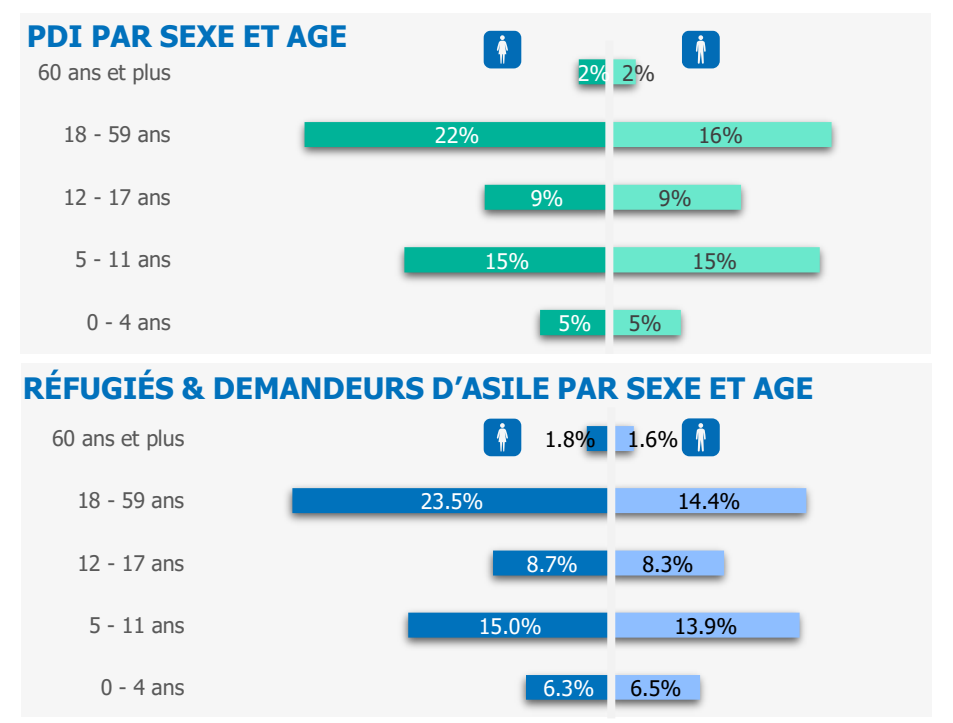 PDI PAR SEXE ET AGE
60 ans et plus 2% 2%
18 - 59 ans 22% 16%
12 - 17 ans 9% 9%
5 - 11 ans 15% 15%
0 - 4 ans 5% 5%
RÉFUGIÉS & DEMANDEURS D’ASILE PAR SEXE ET AGE
60 ans et plus 1.8% 1.6%
18 - 59 ans 23.5% 14.4%
12 - 17 ans 8.7% 8.3%
5 - 11 ans 15.0% 13.9%
0 - 4 ans 6.3% 6.5%